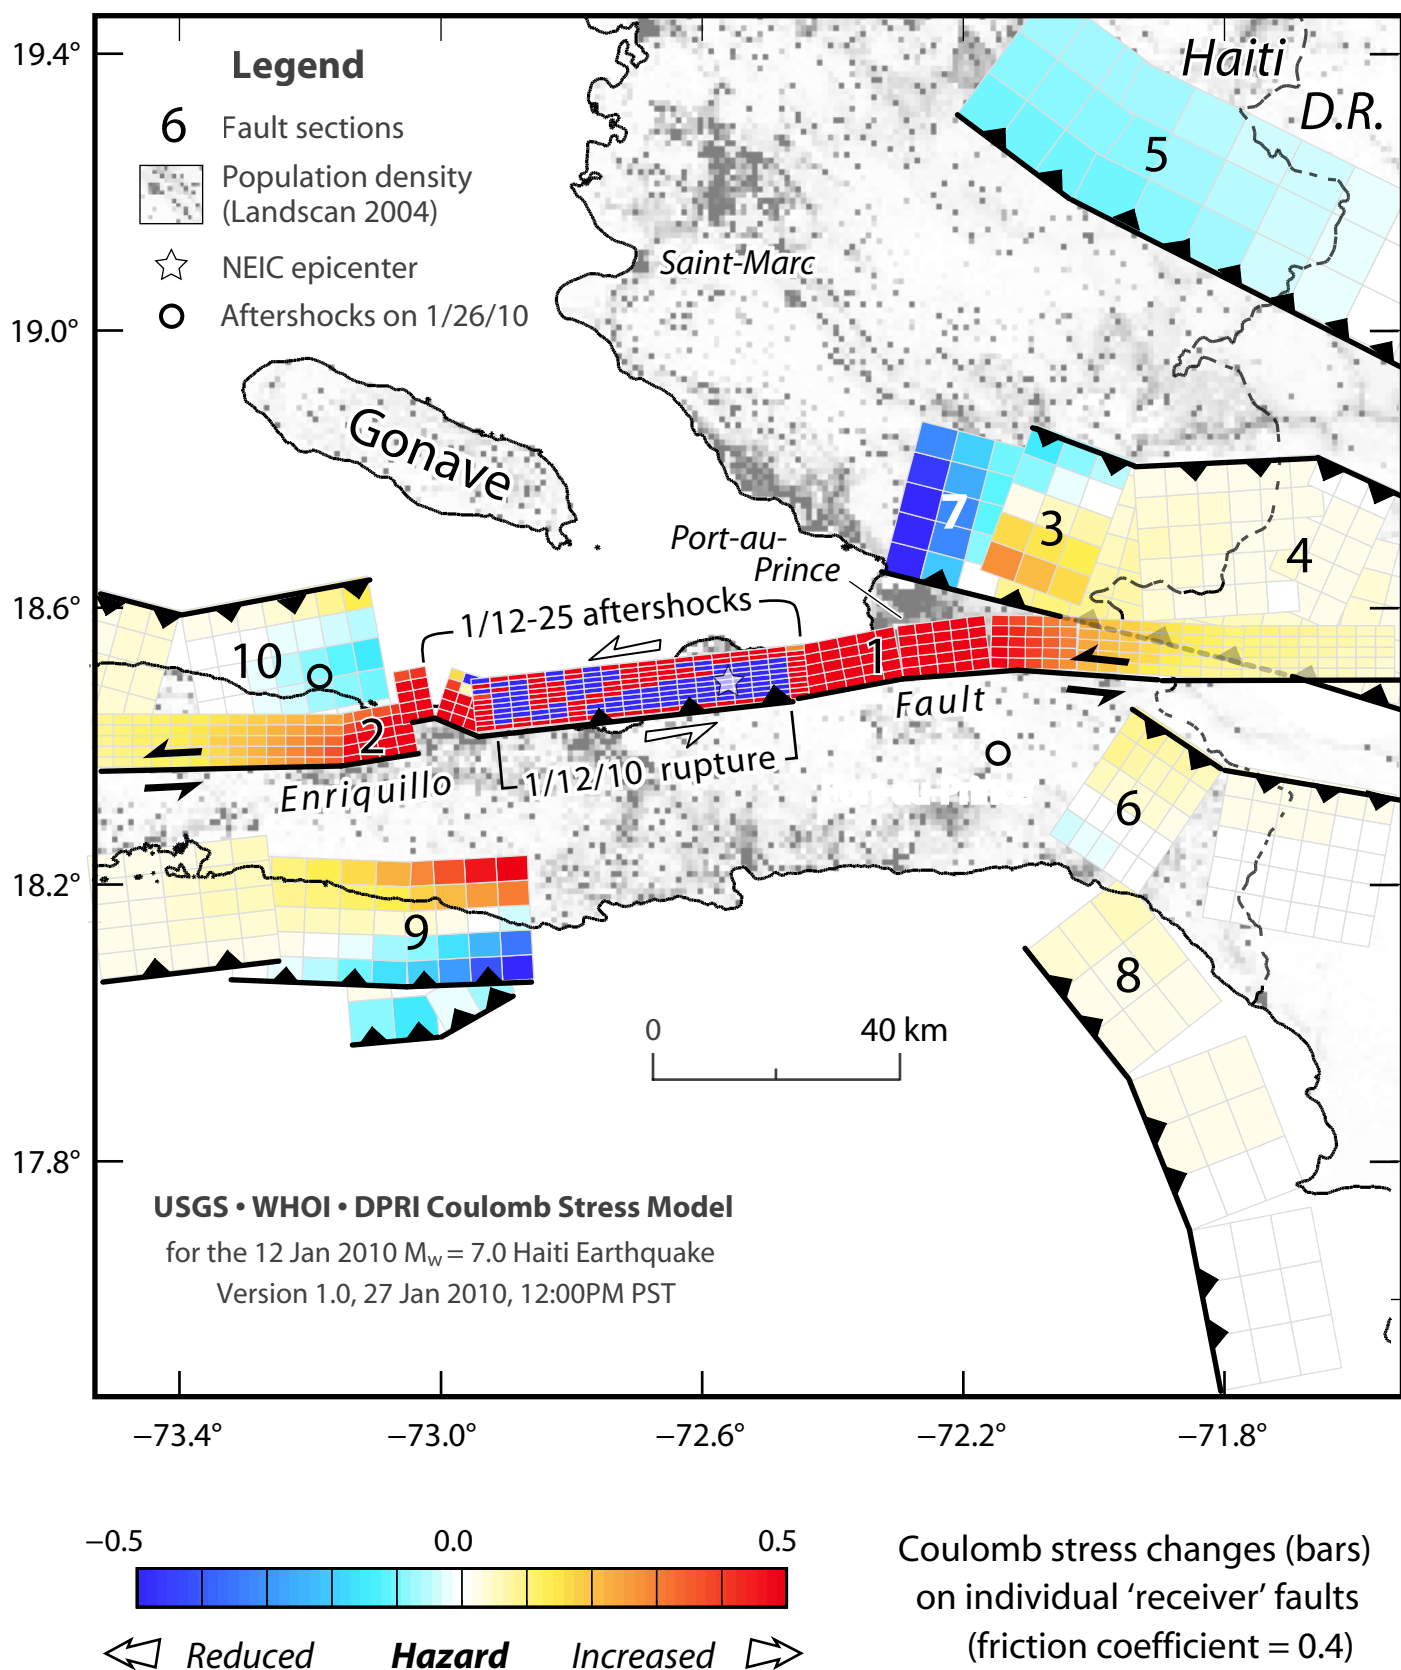 19.4°
19.0°
18.6°
18.2°
17.8°
Legend
6 Fault sections
Population density
(Landscan 2004)
NEIC epicenter
Aftershocks on 1/26/10
Haiti
D.R.
5
Saint-Marc
Gonave
7
3
4
Port-au-
Prince
1/12-25 aftershocks
10
1
2
Fault
Enriquillo
1/12/10 rupture
6
9
8
0 40 km
USGS • WHOI • DPRI Coulomb Stress Model
for the 12 Jan 2010 Mw = 7.0 Haiti Earthquake
Version 1.0, 27 Jan 2010, 12:00PM PST
−73.4° −73.0° −72.6° −72.2° −71.8°
−0.5 0.0 0.5
Reduced Hazard Increased
Coulomb stress changes (bars)
on individual ‘receiver’ faults
(friction coefficient = 0.4)